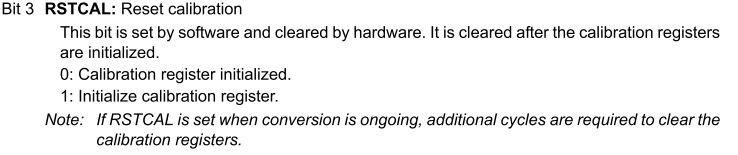 Bit 3 RSTCAL: Reset calibration
This bit is set by software and cleared by hardware. It is cleared after the calibration registers
are initialized.
0: Calibration register initialized.
1: Initialize calibration register.
Note: If RSTCAL is set when conversion is ongoing, additional cycles are required to clear the
calibration registers.